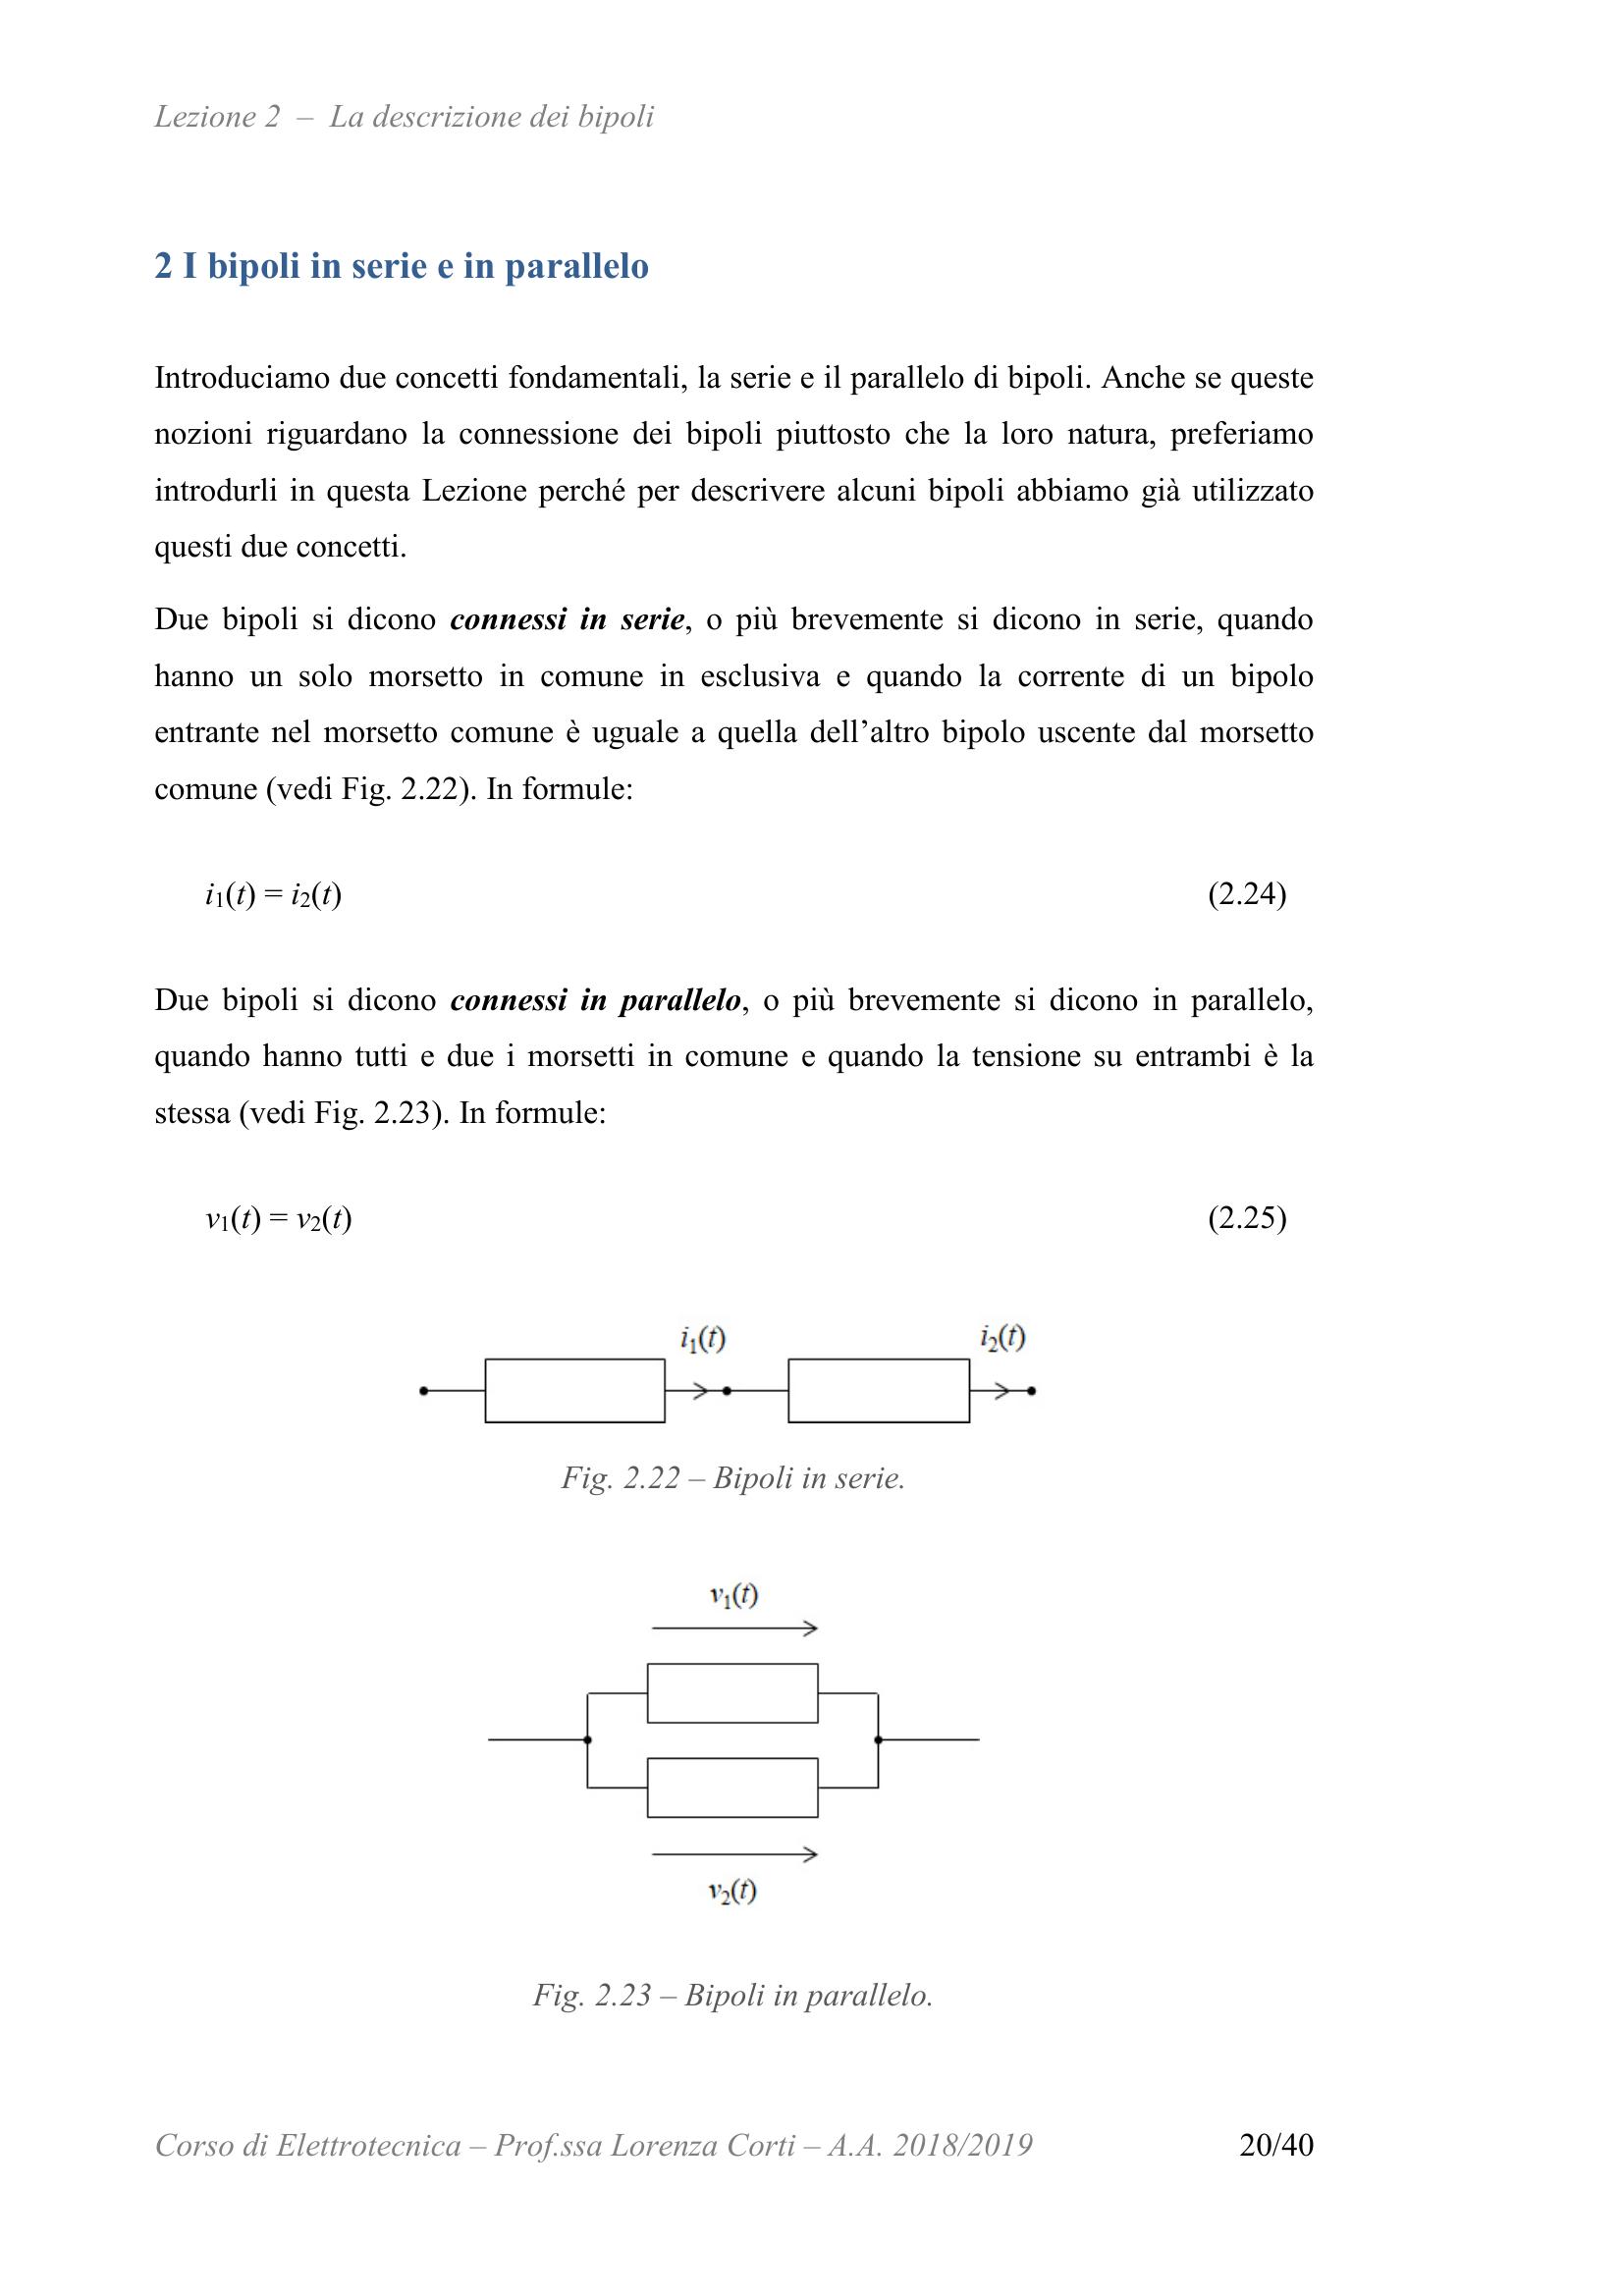 Lezione 2 – La descrizione dei bipoli
2 I bipoli in serie e in parallelo
Introduciamo due concetti fondamentali, la serie e il parallelo di bipoli. Anche se queste
nozioni riguardano la connessione dei bipoli piuttosto che la loro natura, preferiamo
introdurli in questa Lezione perché per descrivere alcuni bipoli abbiamo già utilizzato
questi due concetti.
Due bipoli si dicono connessi in serie, o più brevemente si dicono in serie, quando
hanno un solo morsetto in comune in esclusiva e quando la corrente di un bipolo
entrante nel morsetto comune è uguale a quella dell’altro bipolo uscente dal morsetto
comune (vedi Fig. 2.22). In formule:
i1(t) = i2(t) (2.24)
Due bipoli si dicono connessi in parallelo, o più brevemente si dicono in parallelo,
quando hanno tutti e due i morsetti in comune e quando la tensione su entrambi è la
stessa (vedi Fig. 2.23). In formule:
v1(t) = v2(t) (2.25)
i1(t) i2(t)
Fig. 2.22 – Bipoli in serie.
v1(t)
v2(t)
Fig. 2.23 – Bipoli in parallelo.
Corso di Elettrotecnica – Prof.ssa Lorenza Corti – A.A. 2018/2019 20/40